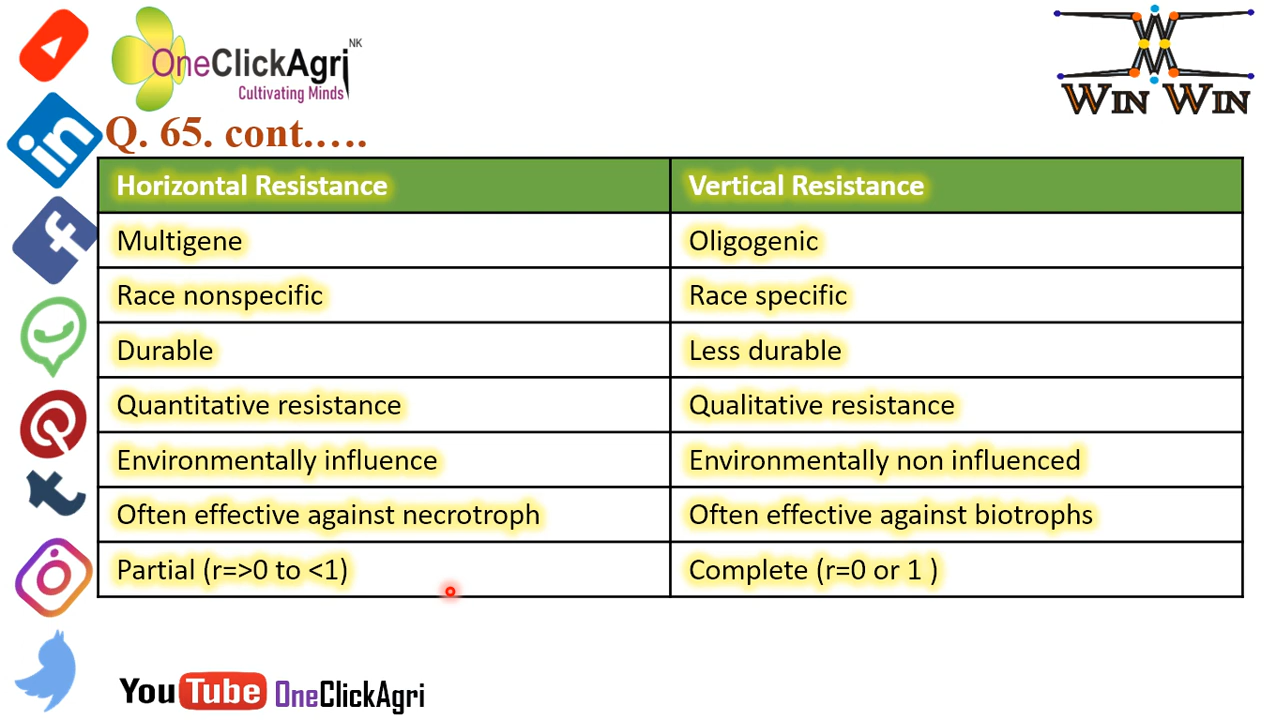 OneClickAgri NK
Cultivating Minds
WIN WIN
Q. 65. cont.....
Horizontal Resistance Vertical Resistance
Multigene Oligogenic
Race nonspecific Race specific
Durable Less durable
Quantitative resistance Qualitative resistance
Environmentally influence Environmentally non influenced
Often effective against necrotroph Often effective against biotrophs
Partial (r=>0 to <1) Complete (r=0 or 1 )
YouTube OneClickAgri